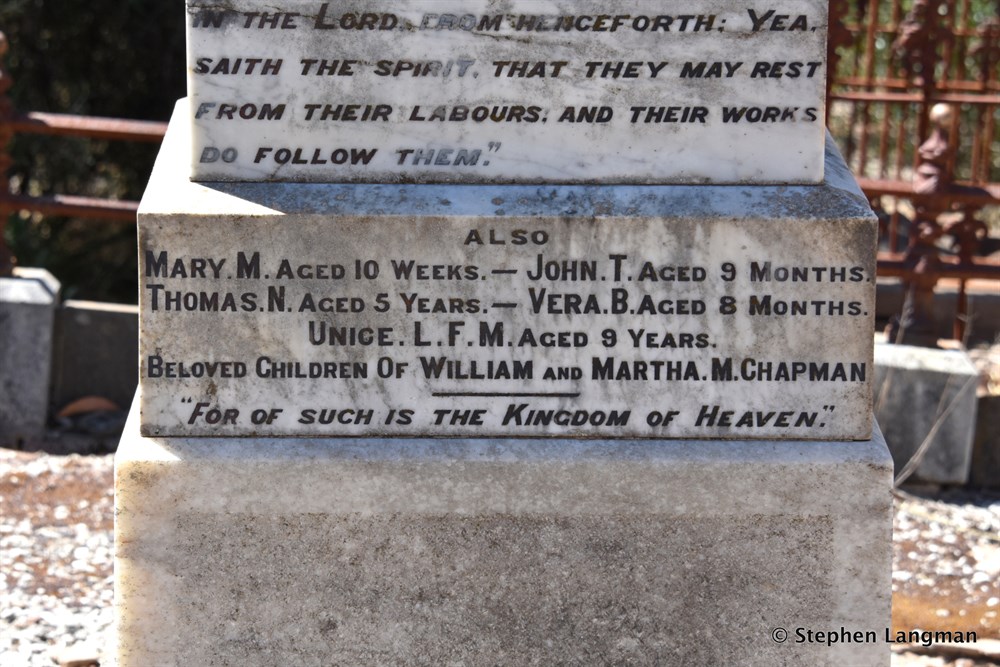 IN THE LORD, FROM HENCEFORTH: YEA,
SAITH THE SPIRIT, THAT THEY MAY REST
FROM THEIR LABOURS; AND THEIR WORKS
DO FOLLOW THEM."
ALSO
MARY. M. AGED 10 WEEKS. — JOHN. T. AGED 9 MONTHS.
THOMAS. N. AGED 5 YEARS. — VERA. B. AGED 8 MONTHS.
UNICE. L. F. M. AGED 9 YEARS.
BELOVED CHILDREN OF WILLIAM AND MARTHA. M. CHAPMAN
"FOR OF SUCH IS THE KINGDOM OF HEAVEN."
© Stephen Langman